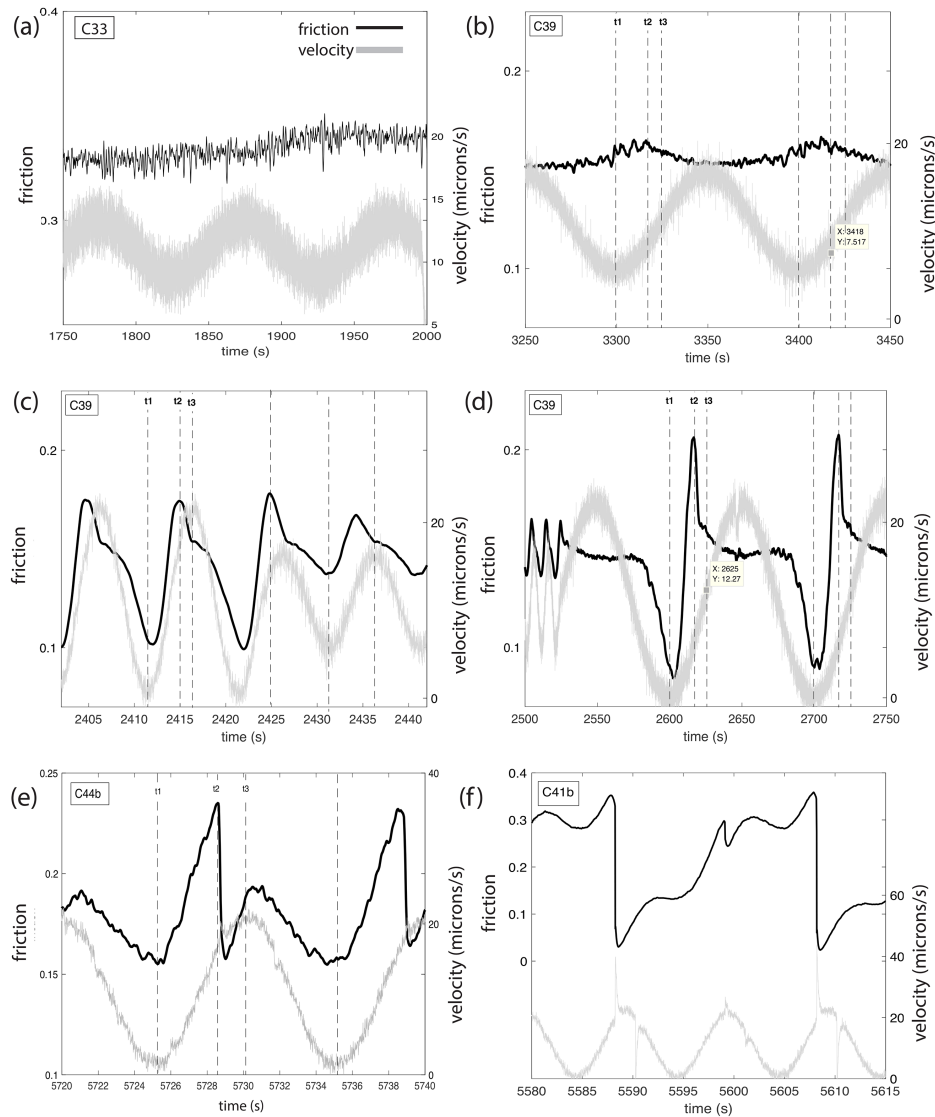 (a)
C33
friction
velocity
0.4
0.3
friction
20
15
10
5
velocity (microns/s)
1750 1800 1850 1900 1950 2000
time (s)
(b)
C39
t1 t2 t3
0.2
0.1
friction
20
0
velocity (microns/s)
X: 3418
Y: 7.517
3250 3300 3350 3400 3450
time (s)
(c)
C39
t1 t2 t3
0.2
0.1
friction
20
0
velocity (microns/s)
2405 2410 2415 2420 2425 2430 2435 2440
time (s)
(d)
C39
t1 t2 t3
0.2
0.1
friction
20
0
velocity (microns/s)
X: 2625
Y: 12.27
2500 2550 2600 2650 2700 2750
time (s)
(e)
C44b
t1 t2 t3
0.25
0.2
0.15
0.1
friction
40
20
0
velocity (microns/s)
5720 5722 5724 5726 5728 5730 5732 5734 5736 5738 5740
time (s)
(f)
C41b
0.4
0.3
0.2
0.1
0
friction
60
40
20
0
velocity (microns/s)
5580 5585 5590 5595 5600 5605 5610 5615
time (s)